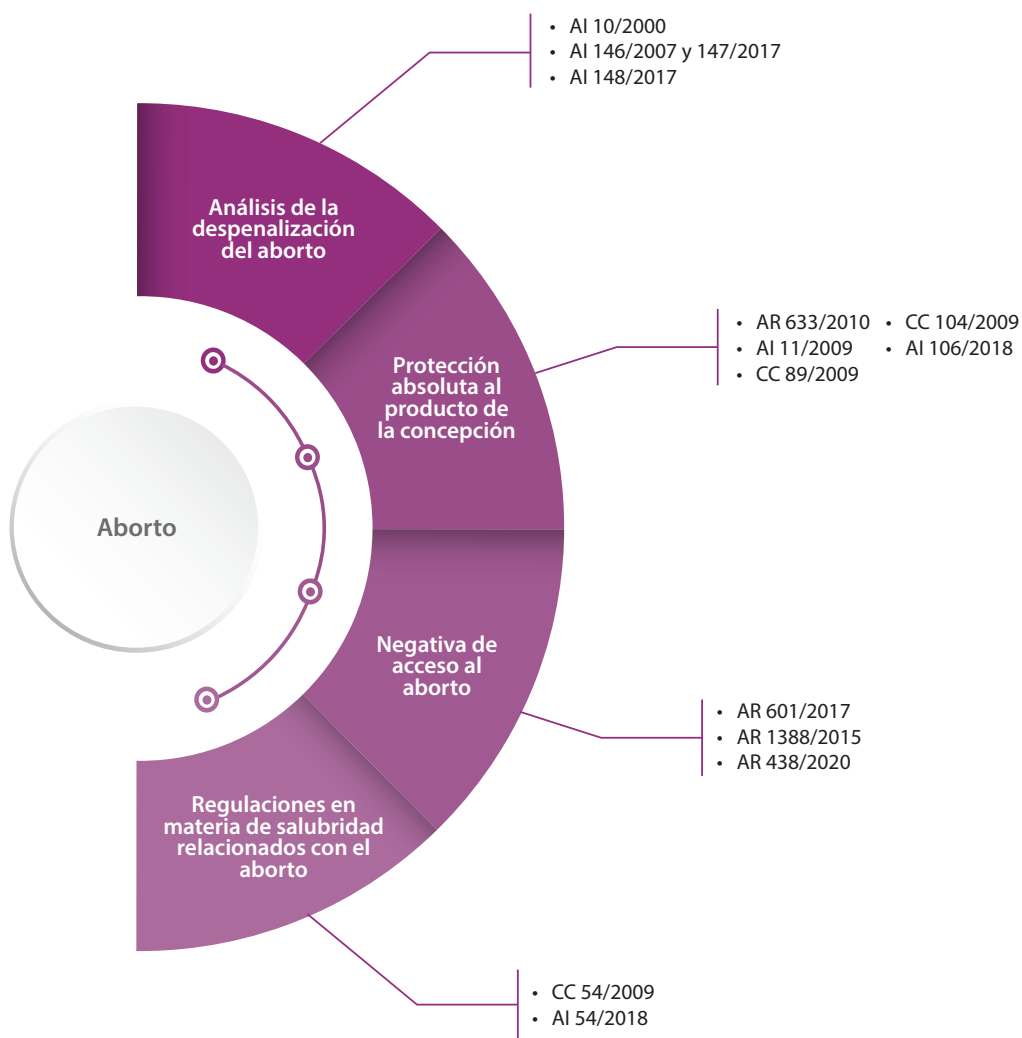 Aborto
Análisis de la
despenalización
del aborto
• AI 10/2000
• AI 146/2007 y 147/2017
• AI 148/2017
Protección
absoluta al
producto de
la concepción
• AR 633/2010 • CC 104/2009
• AI 11/2009 • AI 106/2018
• CC 89/2009
Negativa de
acceso al
aborto
• AR 601/2017
• AR 1388/2015
• AR 438/2020
Regulaciones en
materia de salubridad
relacionados con el
aborto
• CC 54/2009
• AI 54/2018